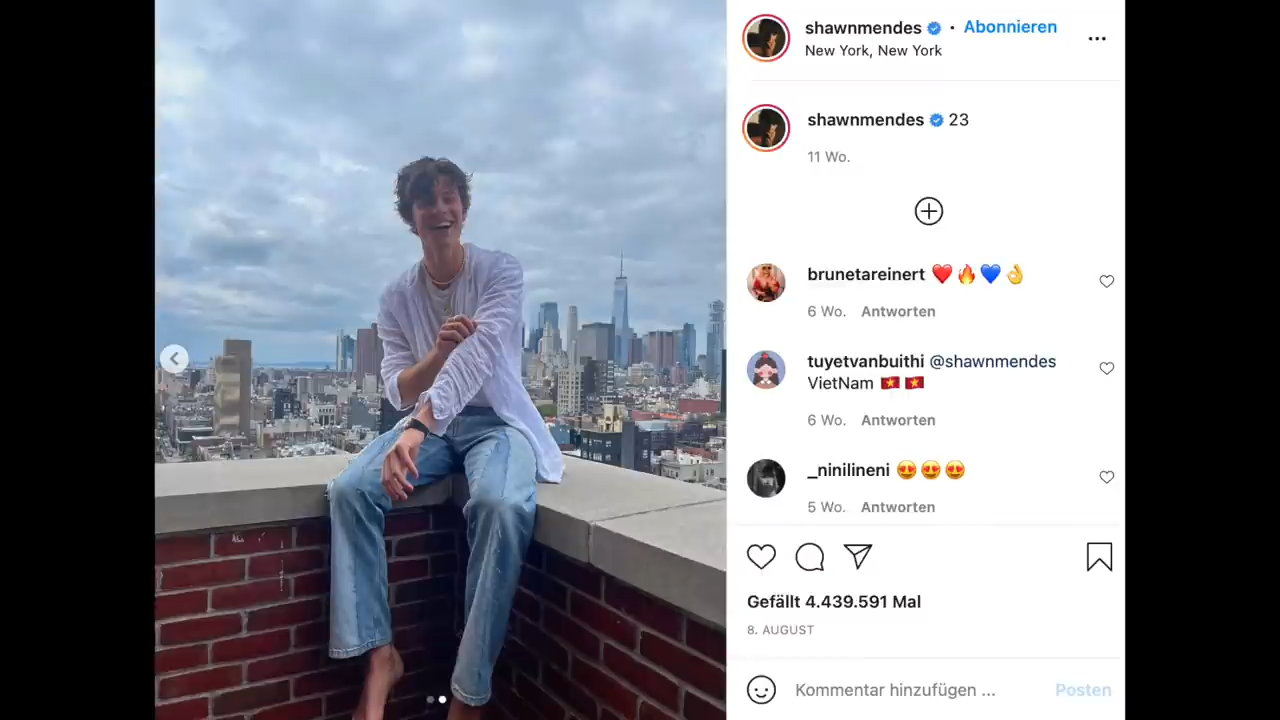 shawnmendes • Abonnieren
New York, New York
shawnmendes 23
11 Wo.
brunetareinert ❤️🔥💙👌
6 Wo. Antworten
tuyetvanbuithi @shawnmendes
VietNam 🇻🇳🇻🇳
6 Wo. Antworten
_ninilineni 😍😍😍
5 Wo. Antworten
Gefällt 4.439.591 Mal
8. AUGUST
Kommentar hinzufügen ... Posten